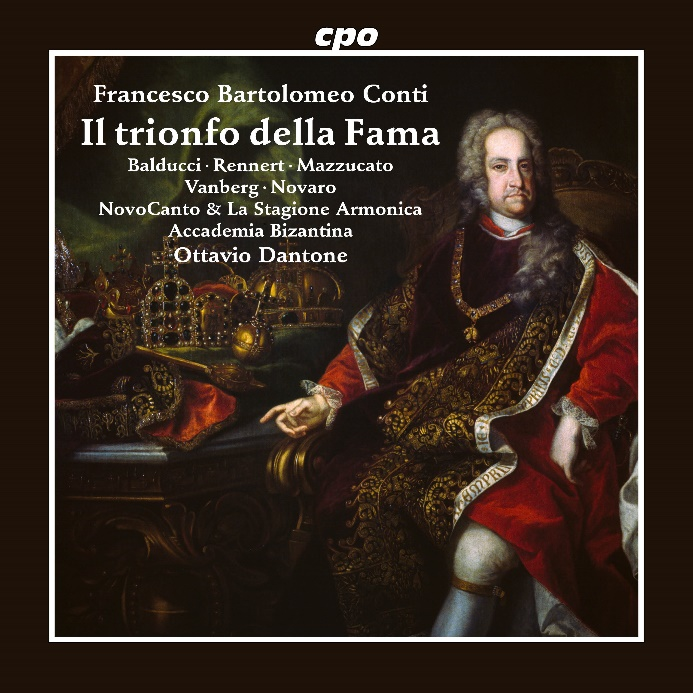 cpo
Francesco Bartolomeo Conti
Il trionfo della Fama
Balducci · Rennert · Mazzucato
Vanberg · Novaro
NovoCanto & La Stagione Armonica
Accademia Bizantina
Ottavio Dantone